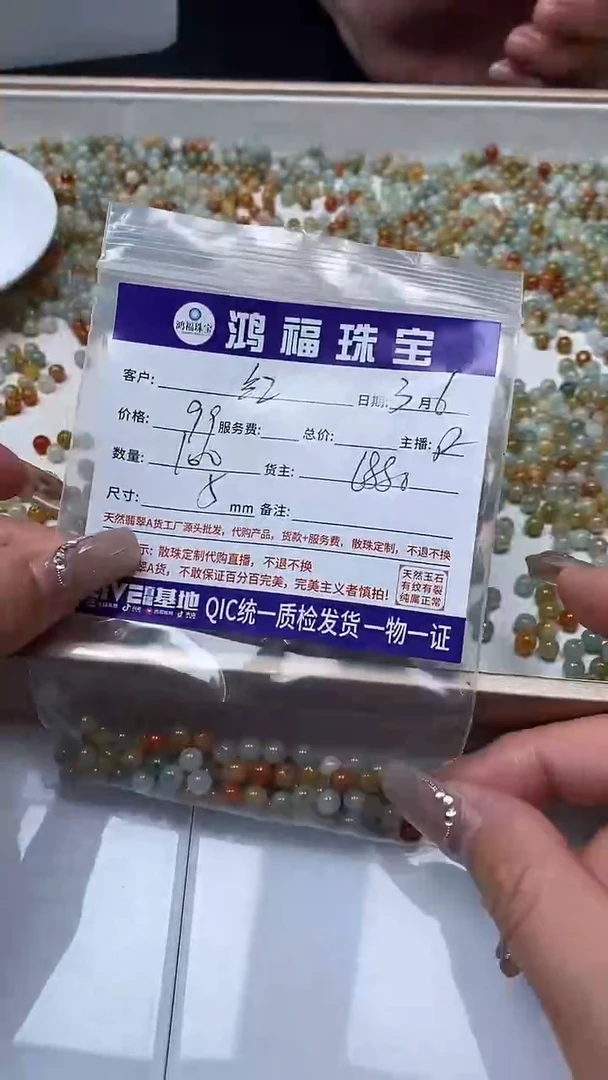 鸿福珠宝
鸿福珠宝
客户: 红 日期: 3月6
价格: 99 服务费: 总价: 主播: R
数量: 100 货主: 1880
尺寸: 8 mm 备注:
天然翡翠A货工厂源头批发,代购产品,货款+服务费,散珠定制,不退不换
示: 散珠定制代购直播,不退不换
A货,不敢保证百分百完美,完美主义者慎拍!
天然玉石
有纹有裂
纯属正常
基地 QIC统一质检发货 一物一证